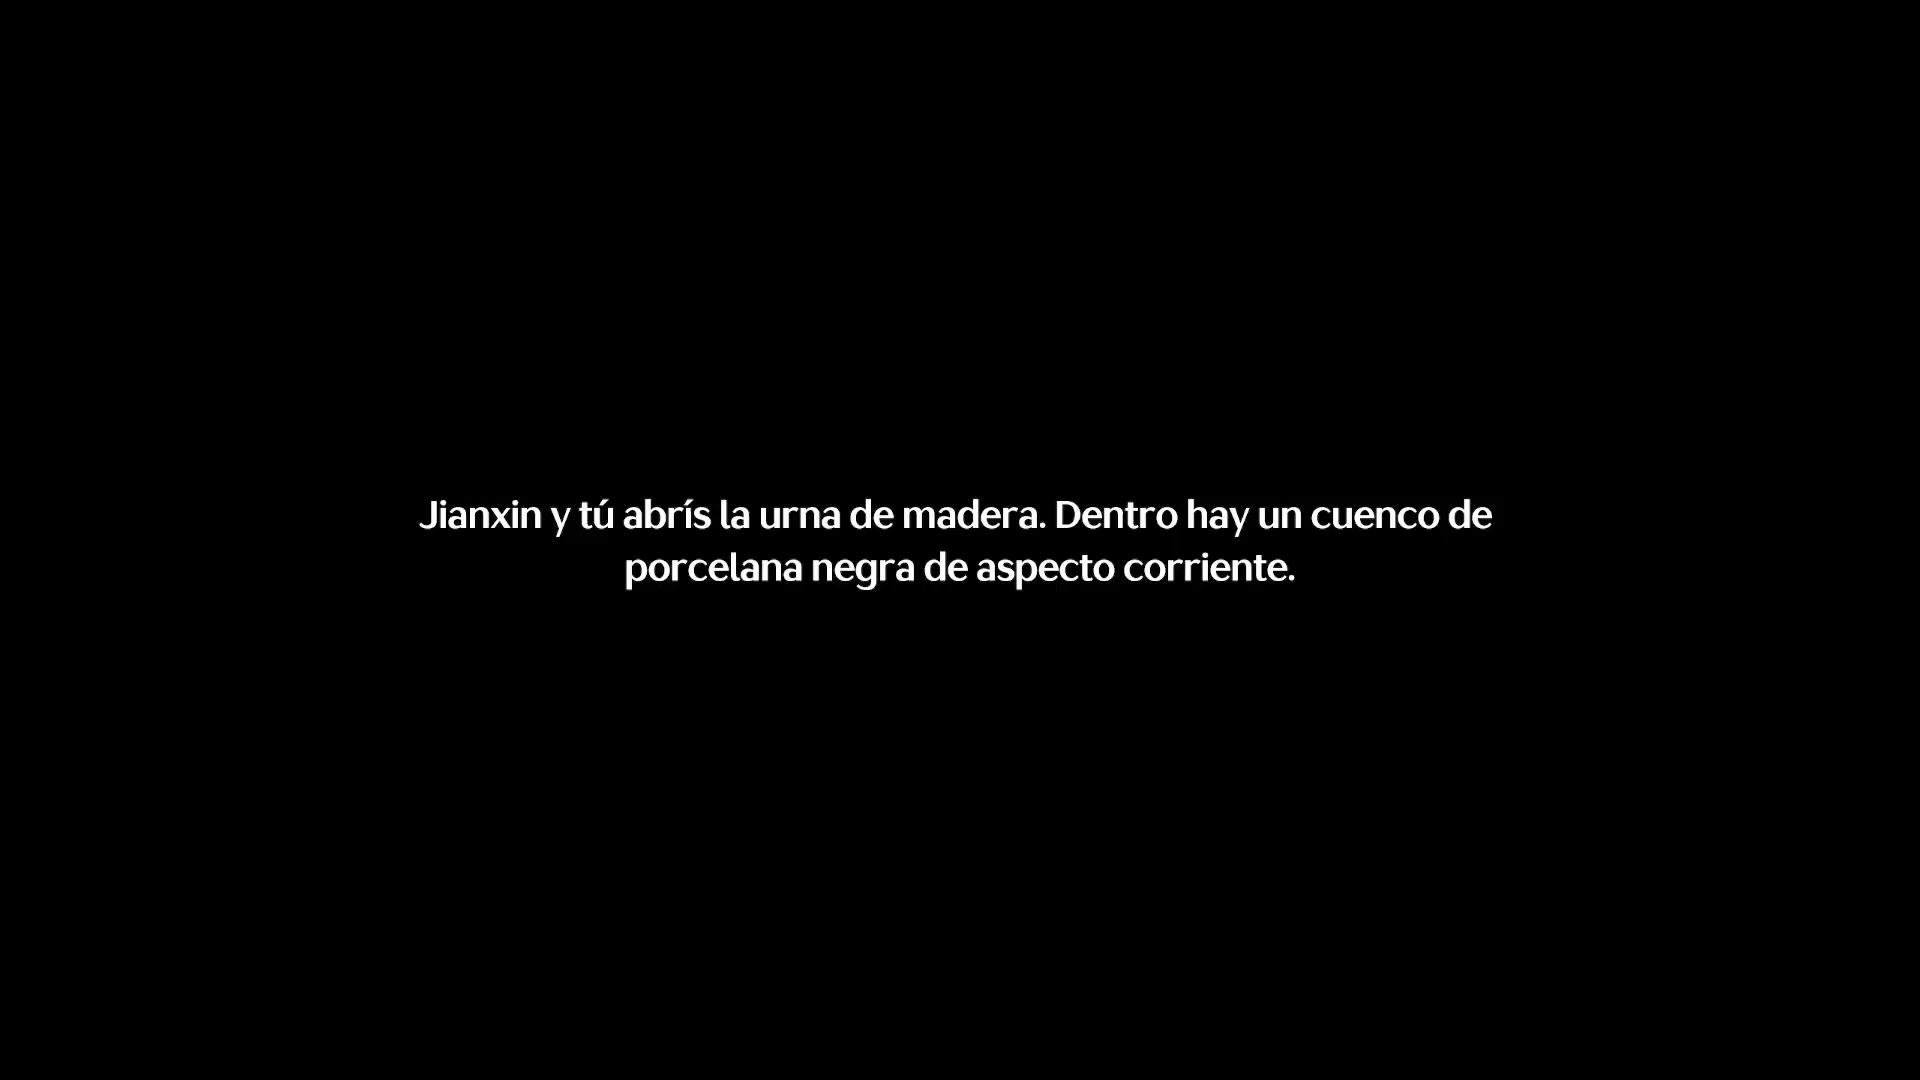 Jianxin y tú abrís la urna de madera. Dentro hay un cuenco de
porcelana negra de aspecto corriente.